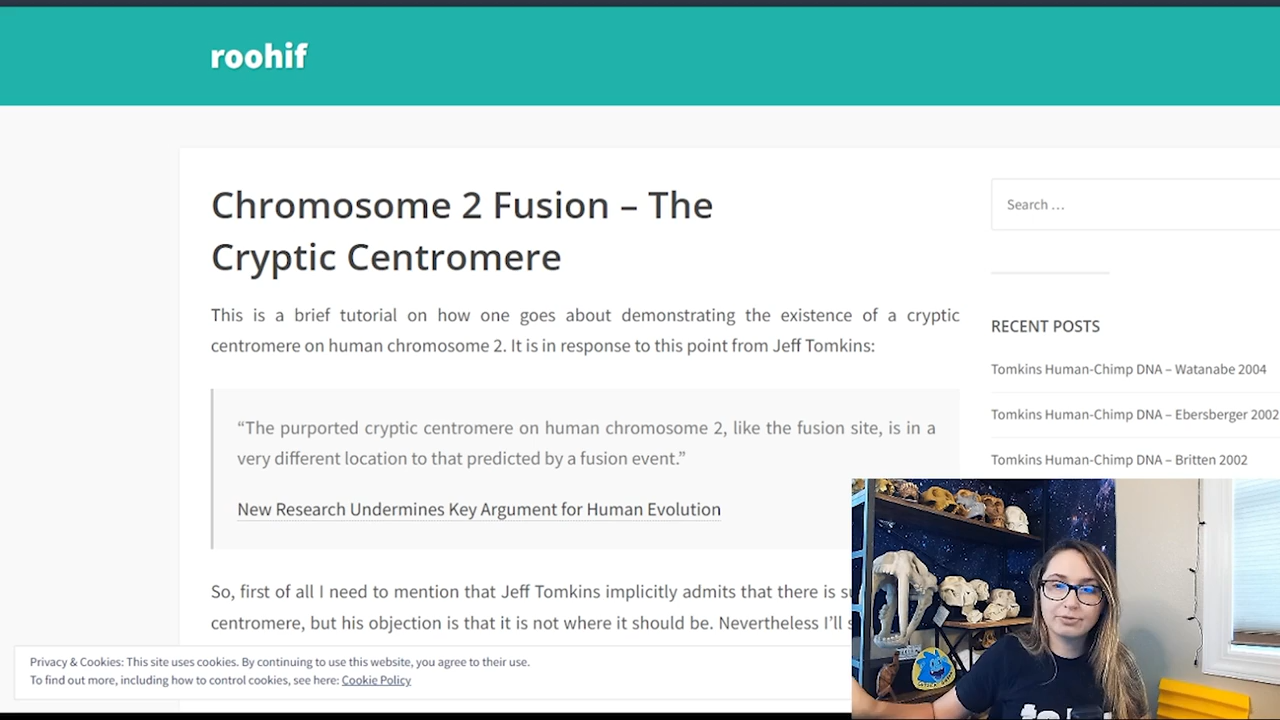 roohif
Chromosome 2 Fusion – The
Cryptic Centromere
This is a brief tutorial on how one goes about demonstrating the existence of a cryptic
centromere on human chromosome 2. It is in response to this point from Jeff Tomkins:
“The purported cryptic centromere on human chromosome 2, like the fusion site, is in a
very different location to that predicted by a fusion event.”
New Research Undermines Key Argument for Human Evolution
So, first of all I need to mention that Jeff Tomkins implicitly admits that there is
centromere, but his objection is that it is not where it should be. Nevertheless I’ll
Privacy & Cookies: This site uses cookies. By continuing to use this website, you agree to their use.
To find out more, including how to control cookies, see here: Cookie Policy
Search …
RECENT POSTS
Tomkins Human-Chimp DNA – Watanabe 2004
Tomkins Human-Chimp DNA – Ebersberger 2002
Tomkins Human-Chimp DNA – Britten 2002